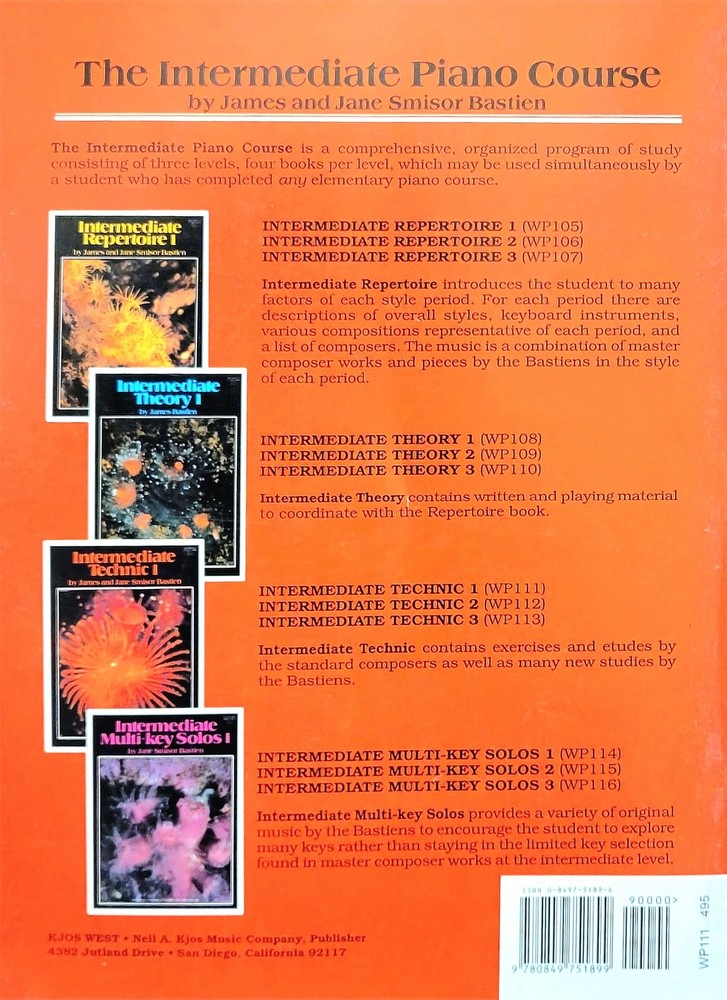 The Intermediate Piano Course
by James and Jane Smisor Bastien
The Intermediate Piano Course is a comprehensive, organized program of study
consisting of three levels, four books per level, which may be used simultaneously by
a student who has completed any elementary piano course.
Intermediate
Repertoire 1
by James and Jane Smisor Bastien
INTERMEDIATE REPERTOIRE 1 (WP105)
INTERMEDIATE REPERTOIRE 2 (WP106)
INTERMEDIATE REPERTOIRE 3 (WP107)
Intermediate Repertoire introduces the student to many
factors of each style period. For each period there are
descriptions of overall styles, keyboard instruments,
various compositions representative of each period, and
a list of composers. The music is a combination of master
composer works and pieces by the Bastiens in the style
of each period.
Intermediate
Theory 1
by James Bastien
INTERMEDIATE THEORY 1 (WP108)
INTERMEDIATE THEORY 2 (WP109)
INTERMEDIATE THEORY 3 (WP110)
Intermediate Theory contains written and playing material
to coordinate with the Repertoire book.
Intermediate
Technic 1
by James and Jane Smisor Bastien
INTERMEDIATE TECHNIC 1 (WP111)
INTERMEDIATE TECHNIC 2 (WP112)
INTERMEDIATE TECHNIC 3 (WP113)
Intermediate Technic contains exercises and etudes by
the standard composers as well as many new studies by
the Bastiens.
Intermediate
Multi-key Solos 1
by Jane Smisor Bastien
INTERMEDIATE MULTI-KEY SOLOS 1 (WP114)
INTERMEDIATE MULTI-KEY SOLOS 2 (WP115)
INTERMEDIATE MULTI-KEY SOLOS 3 (WP116)
Intermediate Multi-key Solos provides a variety of original
music by the Bastiens to encourage the student to explore
many keys rather than staying in the limited key selection
found in master composer works at the intermediate level.
KJOS WEST • Neil A. Kjos Music Company, Publisher
4382 Jutland Drive • San Diego, California 92117
ISBN 0-8497-5189-6
90000>
9 780849 751899
WP111 495